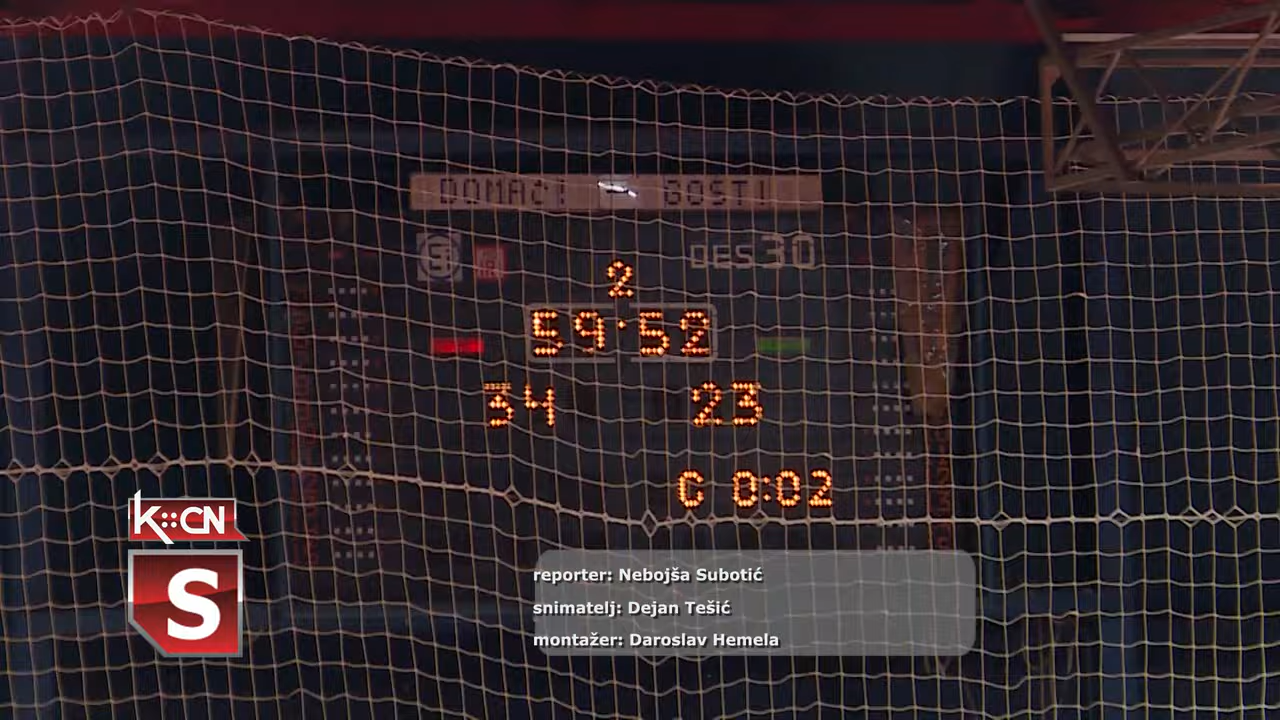 DOMAĆI - GOSTI
DES30
2
59:52
34 23
G 0:02
K::CN
S
reporter: Nebojša Subotić
snimatelj: Dejan Tešić
montažer: Daroslav Hemela